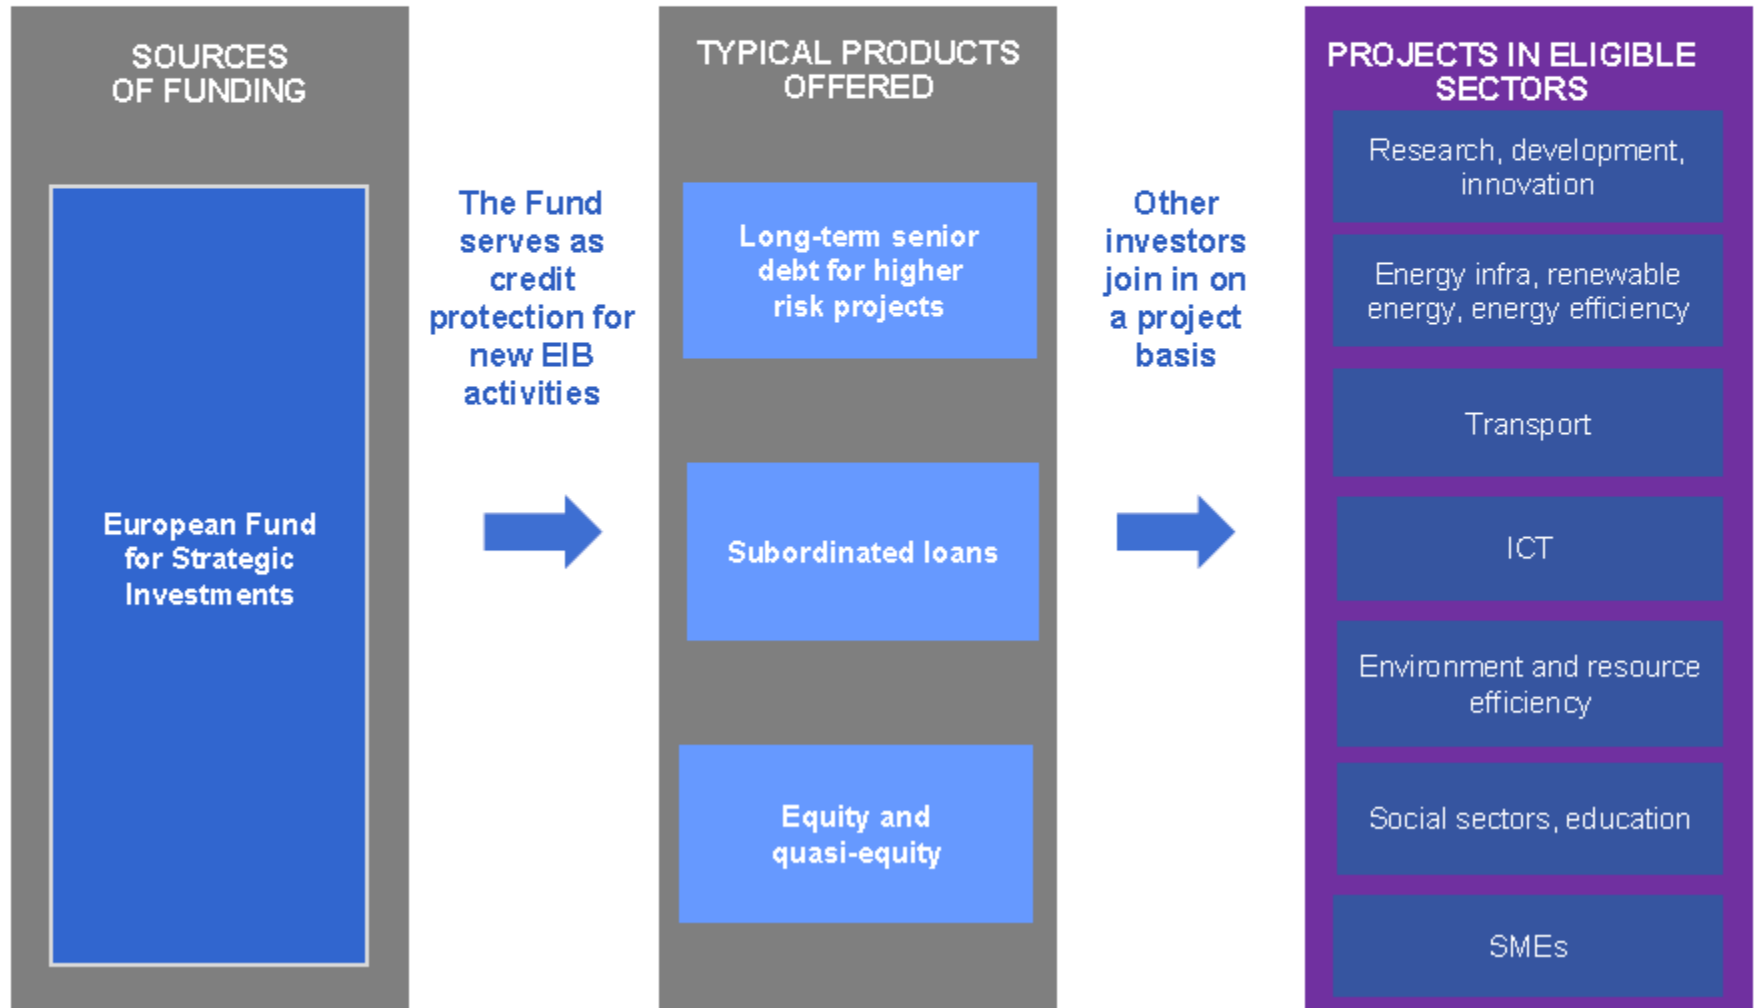 SOURCES
OF FUNDING
European Fund
for Strategic
Investments
The Fund
serves as
credit
protection for
new EIB
activities
TYPICAL PRODUCTS
OFFERED
Long-term senior
debt for higher
risk projects
Subordinated loans
Equity and
quasi-equity
Other
investors
join in on
a project
basis
PROJECTS IN ELIGIBLE
SECTORS
Research, development,
innovation
Energy infra, renewable
energy, energy efficiency
Transport
ICT
Environment and resource
efficiency
Social sectors, education
SMEs